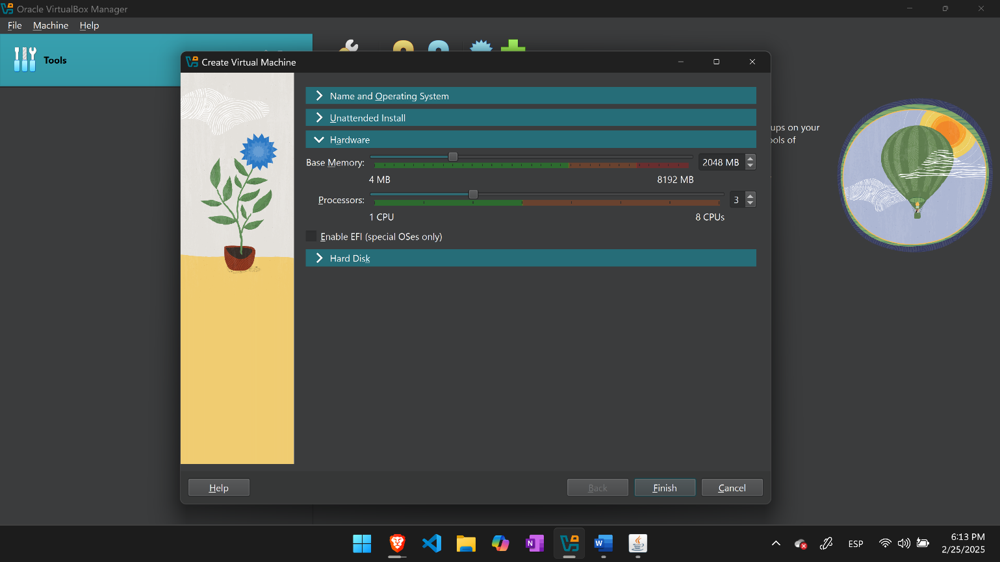 Oracle VirtualBox Manager
File Machine Help
Tools
Create Virtual Machine
Name and Operating System
Unattended Install
ups on your
ools of
Hardware
Base Memory: 2048 MB
4 MB 8192 MB
Processors: 3
1 CPU 8 CPUs
Enable EFI (special OSes only)
Hard Disk
Help Back Finish Cancel
N
W
ESP
6:13 PM
2/25/2025